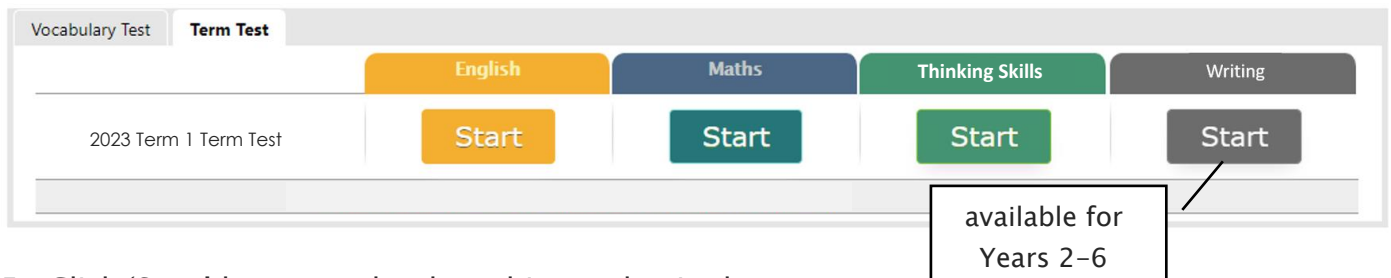 Vocabulary Test Term Test
English Maths Thinking Skills Writing
2023 Term 1 Term Test Start Start Start Start
available for
Years 2–6